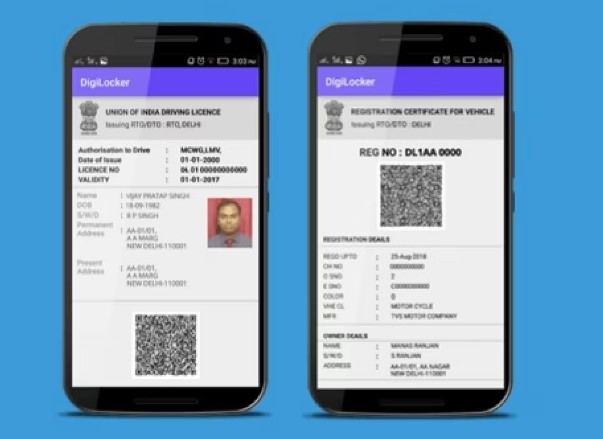 3:03 PM
DigiLocker
UNION OF INDIA DRIVING LICENCE
Issuing RTO/DTO : RTO, DELHI
Authorisation to Drive : MCWG,LMV,
Date of Issue : 01-01-2000
LICENCE NO : DL 01 00000000000
VALIDITY : 01-01-2017
Name : VIJAY PRATAP SINGH
DOB : 18-09-1982
S/W/D : R P SINGH
Permanent
Address : AA-01/01,
A A MARG
NEW DELHI-110001
Present
Address : AA-01/01,
A A MARG
NEW DELHI-110001
3:04 PM
DigiLocker
REGISTRATION CERTIFICATE FOR VEHICLE
Issuing RTO/DTO : DELHI
REG NO : DL1AA 0000
REGISTRATION DEAILS
REGD UPTO : 25-Aug-2018
CH NO : 0000000000
O SNO : 2
E SNO : C0000000000
COLOR :
VHE CL : MOTOR CYCLE
MFR : TVS MOTOR COMPANY
OWNER DEAILS
NAME : MANAS RANJAN
S/W/D : S RANJAN
ADDRESS : AA-01/01, AA NAGAR
NEW DELHI-110001